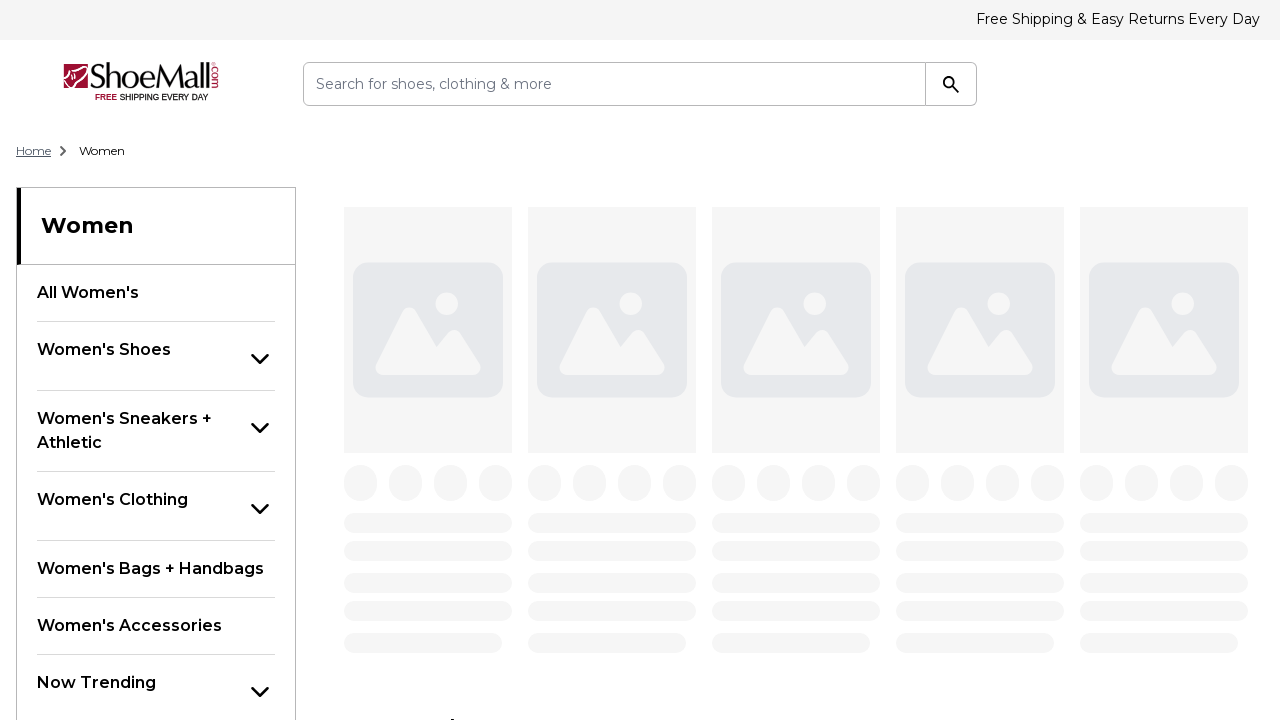 Free Shipping & Easy Returns Every Day
ShoeMall.com
FREE SHIPPING EVERY DAY
Search for shoes, clothing & more
Home
Women
Women
All Women's
Women's Shoes
Women's Sneakers +
Athletic
Women's Clothing
Women's Bags + Handbags
Women's Accessories
Now Trending